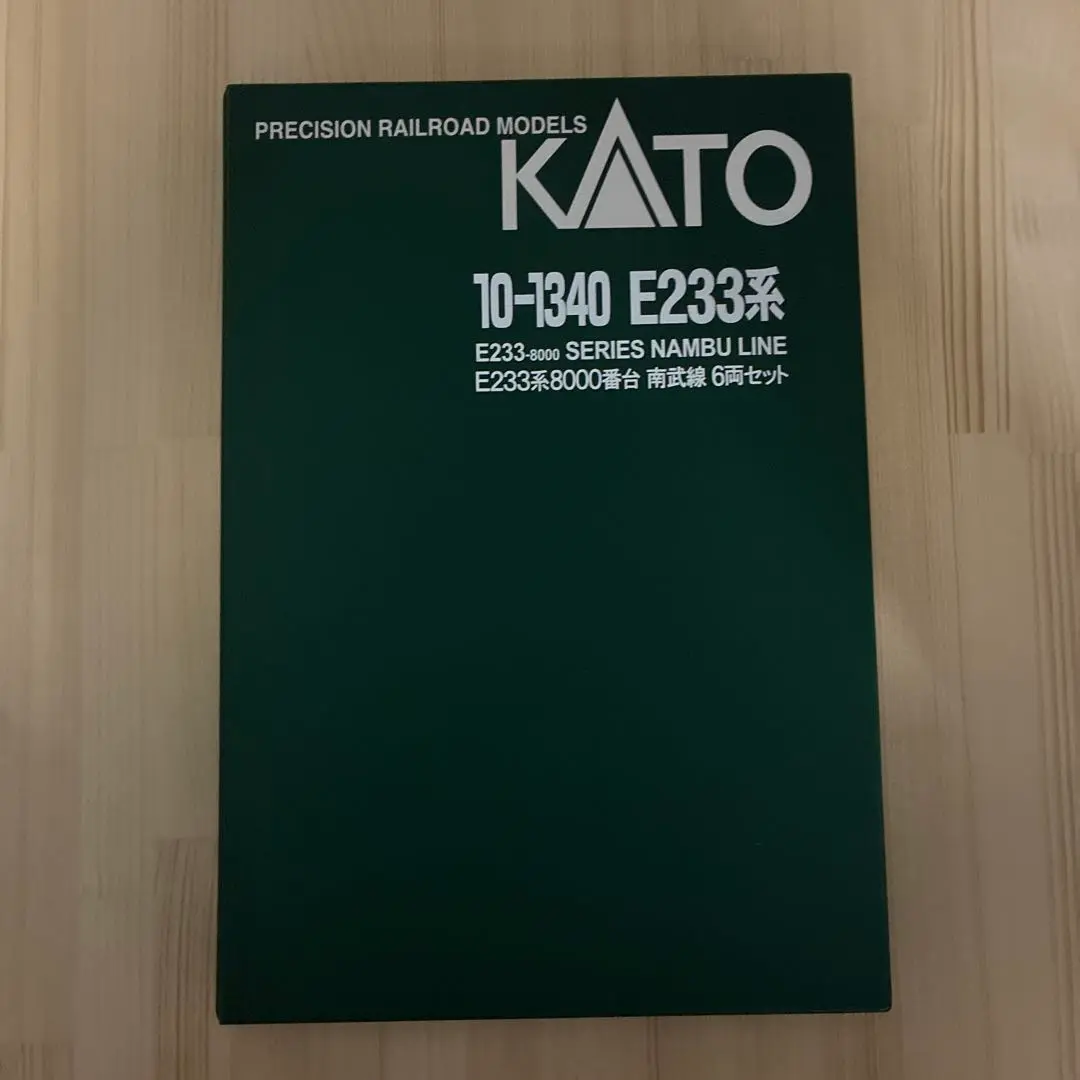 PRECISION RAILROAD MODELS
KATO
10-1340 E233系
E233-8000 SERIES NAMBU LINE
E233系8000番台 南武線 6両セット